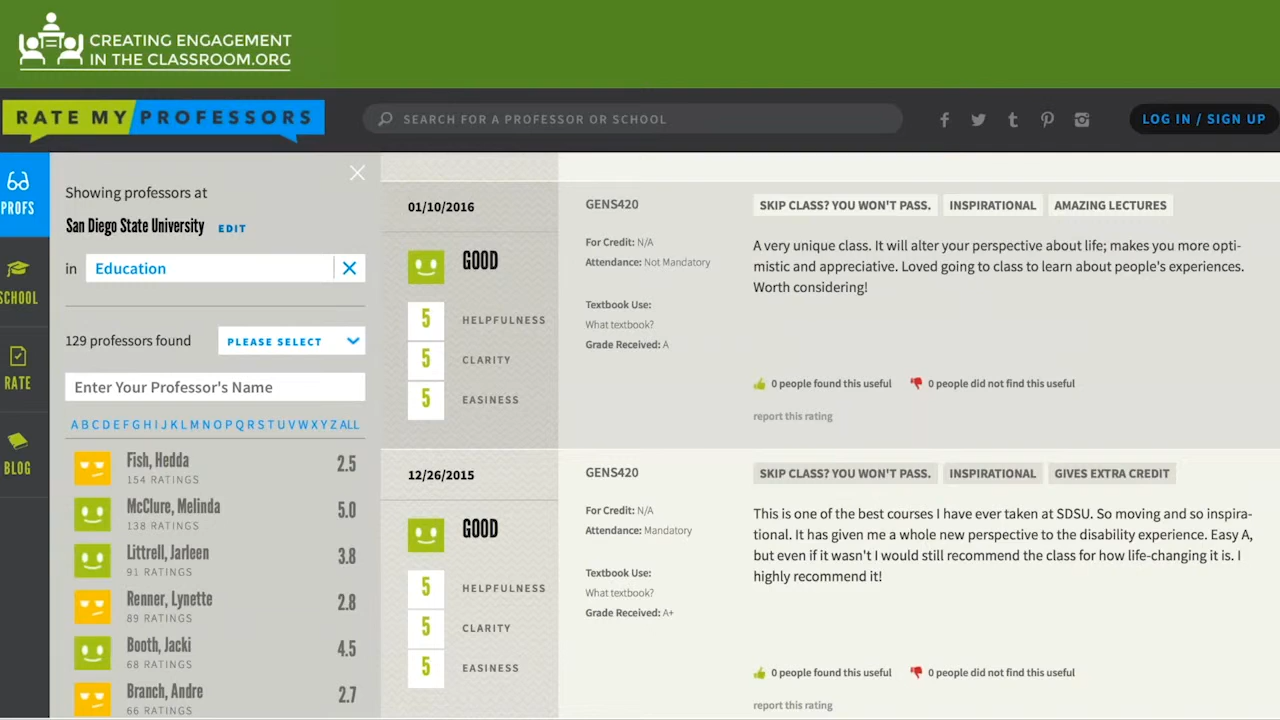 CREATING ENGAGEMENT
IN THE CLASSROOM.ORG
RATE MY PROFESSORS
SEARCH FOR A PROFESSOR OR SCHOOL
LOG IN / SIGN UP
PROFS
SCHOOL
RATE
BLOG
Showing professors at
San Diego State University EDIT
in Education
129 professors found PLEASE SELECT
Enter Your Professor's Name
A B C D E F G H I J K L M N O P Q R S T U V W X Y Z ALL
Fish, Hedda 2.5
154 RATINGS
McClure, Melinda 5.0
138 RATINGS
Littrell, Jarleen 3.8
91 RATINGS
Renner, Lynette 2.8
89 RATINGS
Booth, Jacki 4.5
68 RATINGS
Branch, Andre 2.7
66 RATINGS
01/10/2016
GOOD
5 HELPFULNESS
5 CLARITY
5 EASINESS
GENS420
For Credit: N/A
Attendance: Not Mandatory
Textbook Use:
What textbook?
Grade Received: A
SKIP CLASS? YOU WON'T PASS. INSPIRATIONAL AMAZING LECTURES
A very unique class. It will alter your perspective about life; makes you more opti-
mistic and appreciative. Loved going to class to learn about people's experiences.
Worth considering!
0 people found this useful 0 people did not find this useful
report this rating
12/26/2015
GOOD
5 HELPFULNESS
5 CLARITY
5 EASINESS
GENS420
For Credit: N/A
Attendance: Mandatory
Textbook Use:
What textbook?
Grade Received: A+
SKIP CLASS? YOU WON'T PASS. INSPIRATIONAL GIVES EXTRA CREDIT
This is one of the best courses I have ever taken at SDSU. So moving and so inspira-
tional. It has given me a whole new perspective to the disability experience. Easy A,
but even if it wasn't I would still recommend the class for how life-changing it is. I
highly recommend it!
0 people found this useful 0 people did not find this useful
report this rating